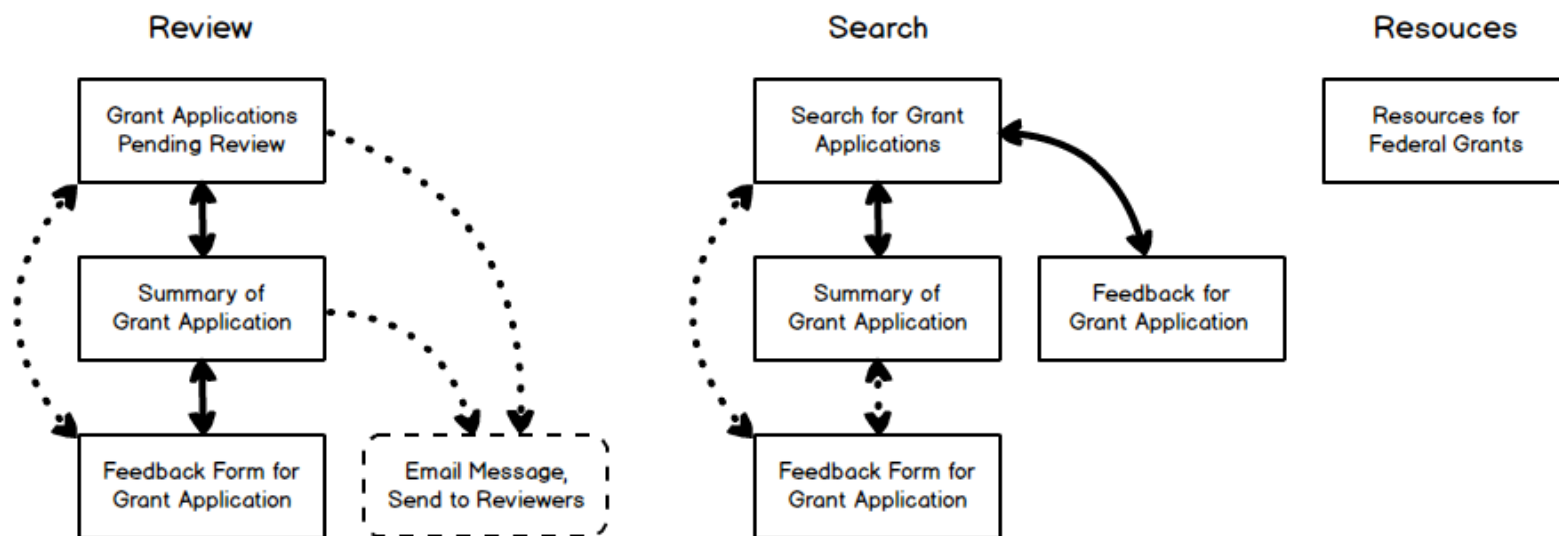 Review
Grant Applications
Pending Review
Summary of
Grant Application
Feedback Form for
Grant Application
Email Message,
Send to Reviewers
Search
Search for Grant
Applications
Summary of
Grant Application
Feedback for
Grant Application
Feedback Form for
Grant Application
Resouces
Resources for
Federal Grants